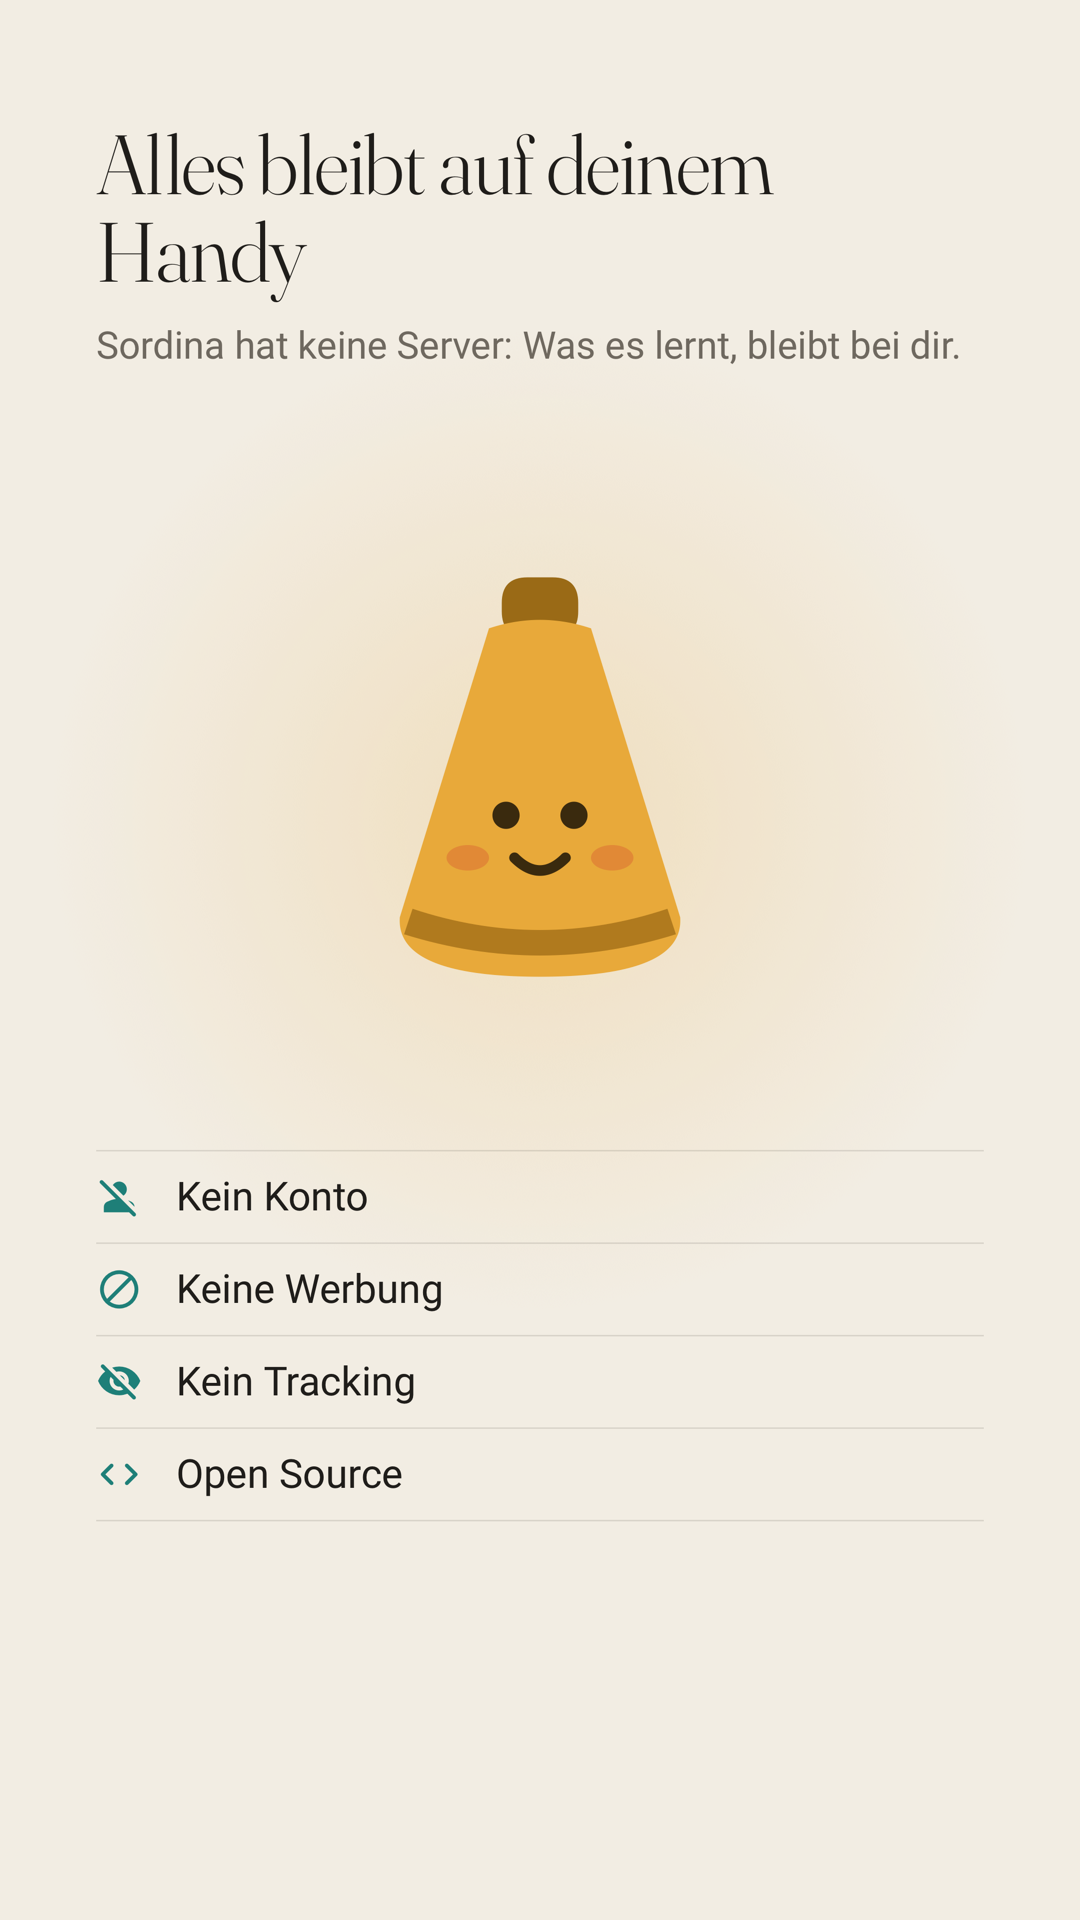 Alles bleibt auf deinem
Handy
Sordina hat keine Server: Was es lernt, bleibt bei dir.
Kein Konto
Keine Werbung
Kein Tracking
Open Source